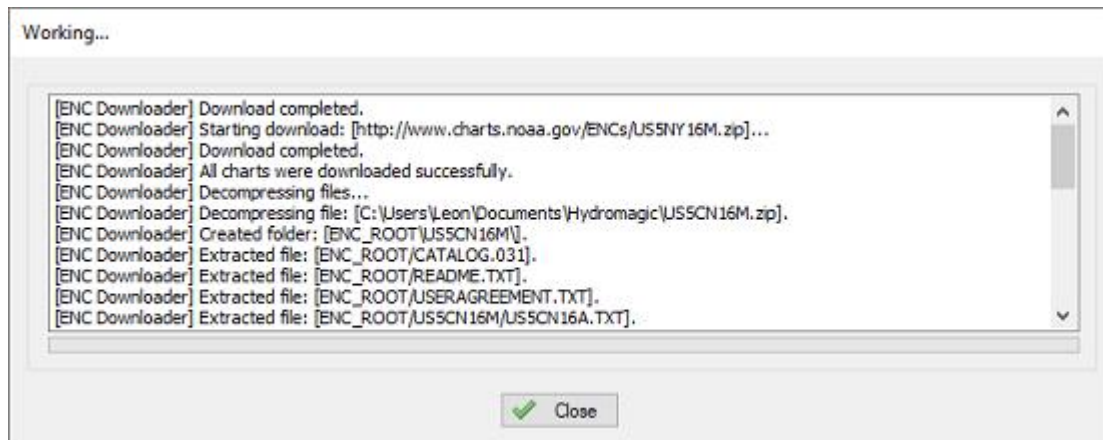 Working...
[ENC Downloader] Download completed.
[ENC Downloader] Starting download: [http://www.charts.noaa.gov/ENCs/US5NY16M.zip]...
[ENC Downloader] Download completed.
[ENC Downloader] All charts were downloaded successfully.
[ENC Downloader] Decompressing files...
[ENC Downloader] Decompressing file: [C:\Users\Leon\Documents\Hydromagic\US5CN16M.zip].
[ENC Downloader] Created folder: [ENC_ROOT\US5CN16M\].
[ENC Downloader] Extracted file: [ENC_ROOT/CATALOG.031].
[ENC Downloader] Extracted file: [ENC_ROOT/README.TXT].
[ENC Downloader] Extracted file: [ENC_ROOT/USERAGREEMENT.TXT].
[ENC Downloader] Extracted file: [ENC_ROOT/US5CN16M/US5CN16A.TXT].
Close